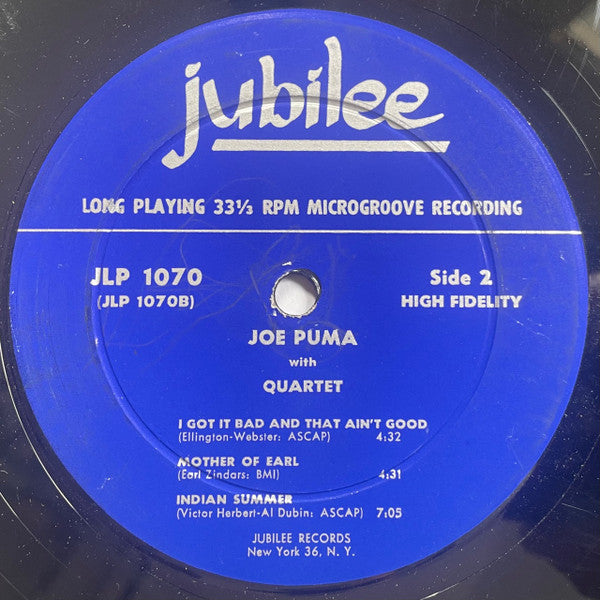 jubilee
LONG PLAYING 33⅓ RPM MICROGROOVE RECORDING
JLP 1070 Side 2
(JLP 1070B) HIGH FIDELITY
JOE PUMA
with
QUARTET
I GOT IT BAD AND THAT AIN'T GOOD
(Ellington-Webster: ASCAP) 4:32
MOTHER OF EARL
(Earl Zindars: BMI) 4:31
INDIAN SUMMER
(Victor Herbert-Al Dubin: ASCAP) 7:05
JUBILEE RECORDS
New York 36, N. Y.